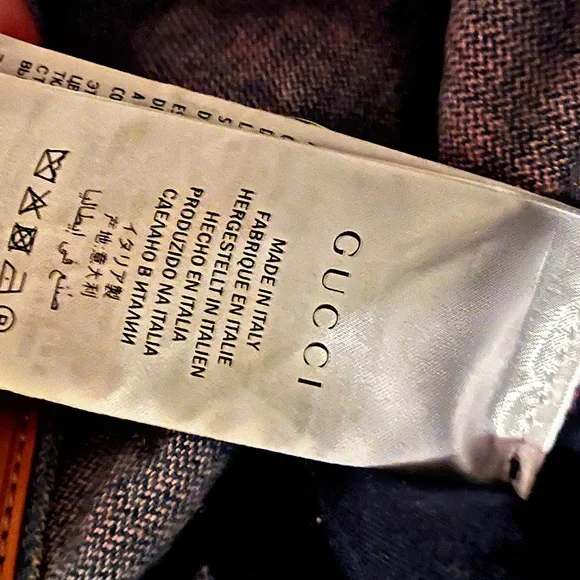 GUCCI
MADE IN ITALY
FABRIQUE EN ITALIE
HERGESTELLT IN ITALIEN
HECHO EN ITALIA
PRODUZIDO NA ITALIA
СДЕЛАНО В ИТАЛИИ
イタリア製
产地意大利
صنع في إيطاليا